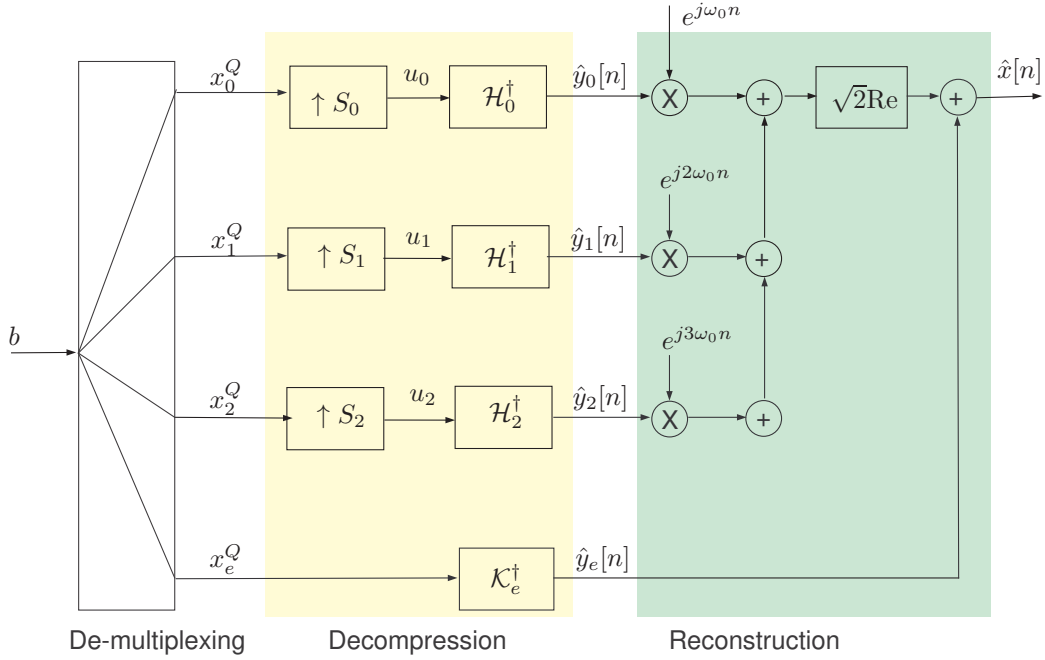 e^{jω_0 n}
x_0^Q
↑ S_0
u_0
ℋ_0^†
ŷ_0[n]
X
+
√2Re
+
x̂[n]
e^{j2ω_0 n}
x_1^Q
↑ S_1
u_1
ℋ_1^†
ŷ_1[n]
X
+
b
e^{j3ω_0 n}
x_2^Q
↑ S_2
u_2
ℋ_2^†
ŷ_2[n]
X
+
x_e^Q
𝒦_e^†
ŷ_e[n]
De-multiplexing
Decompression
Reconstruction